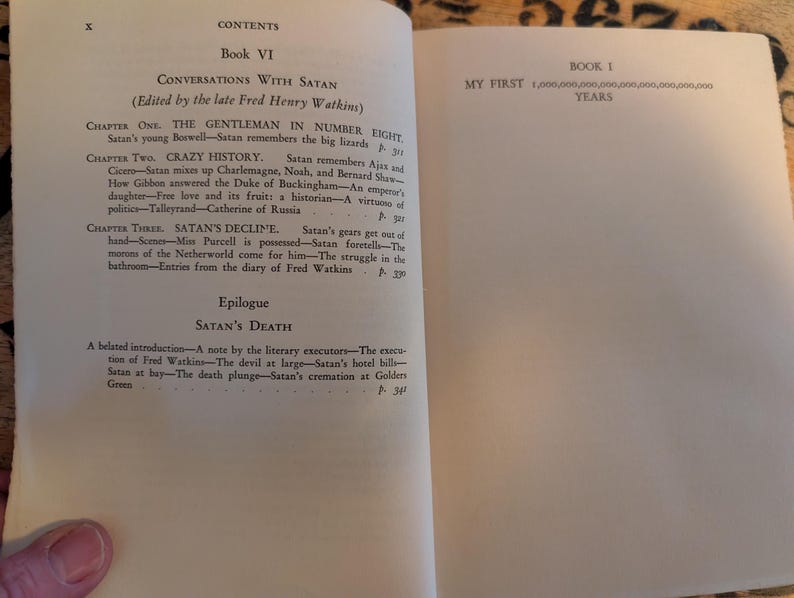 x CONTENTS
Book VI
CONVERSATIONS WITH SATAN
(Edited by the late Fred Henry Watkins)
CHAPTER ONE. THE GENTLEMAN IN NUMBER EIGHT.
Satan's young Boswell—Satan remembers the big lizards p. 311
CHAPTER TWO. CRAZY HISTORY. Satan remembers Ajax and
Cicero—Satan mixes up Charlemagne, Noah, and Bernard Shaw—
How Gibbon answered the Duke of Buckingham—An emperor's
daughter—Free love and its fruit: a historian—A virtuoso of
politics—Talleyrand—Catherine of Russia . . . . p. 321
CHAPTER THREE. SATAN'S DECLINE. Satan's gears get out of
hand—Scenes—Miss Purcell is possessed—Satan foretells—The
morons of the Netherworld come for him—The struggle in the
bathroom—Entries from the diary of Fred Watkins . p. 330
Epilogue
SATAN'S DEATH
A belated introduction—A note by the literary executors—The execu-
tion of Fred Watkins—The devil at large—Satan's hotel bills—
Satan at bay—The death plunge—Satan's cremation at Golders
Green . . . . . . . . . . . . . p. 341
BOOK I
MY FIRST 1,000,000,000,000,000,000,000,000,000
YEARS